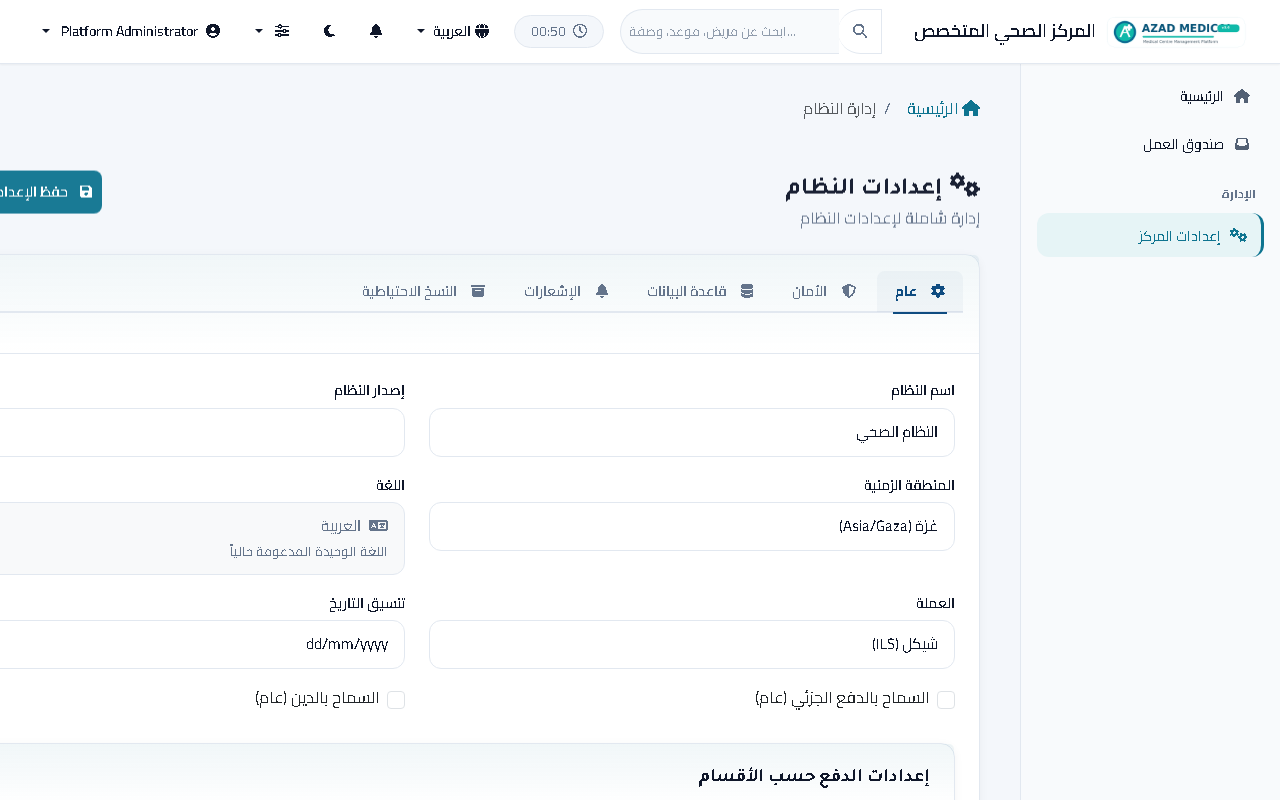 AZAD MEDICAL
Medical Centre Management Platform
المركز الصحي المتخصص
ابحث عن مريض، موعد، وصفة...
00:50
العربية
Platform Administrator
الرئيسية
صندوق العمل
الإدارة
إعدادات المركز
الرئيسية / إدارة النظام
إعدادات النظام
إدارة شاملة لإعدادات النظام
حفظ الإعداد
عام
الأمان
قاعدة البيانات
الإشعارات
النسخ الاحتياطية
اسم النظام
إصدار النظام
النظام الصحي
المنطقة الزمنية
اللغة
غزة (Asia/Gaza)
العربية
اللغة الوحيدة المدعومة حالياً
العملة
تنسيق التاريخ
شيكل (ILS)
dd/mm/yyyy
السماح بالدفع الجزئي (عام)
السماح بالدين (عام)
إعدادات الدفع حسب الأقسام